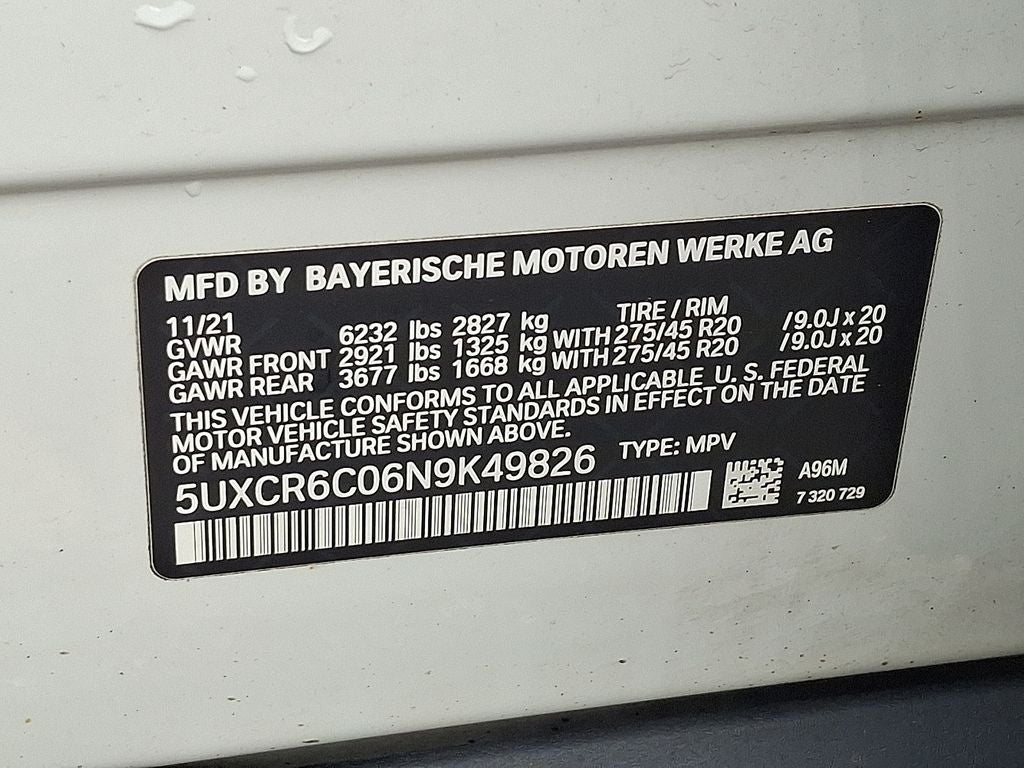 MFD BY BAYERISCHE MOTOREN WERKE AG
11/21 TIRE / RIM
GVWR 6232 lbs 2827 kg
GAWR FRONT 2921 lbs 1325 kg WITH 275/45 R20 /9.0J x 20
GAWR REAR 3677 lbs 1668 kg WITH 275/45 R20 /9.0J x 20
THIS VEHICLE CONFORMS TO ALL APPLICABLE U. S. FEDERAL
MOTOR VEHICLE SAFETY STANDARDS IN EFFECT ON THE DATE
OF MANUFACTURE SHOWN ABOVE.
5UXCR6C06N9K49826 TYPE: MPV
A96M
7 320 729